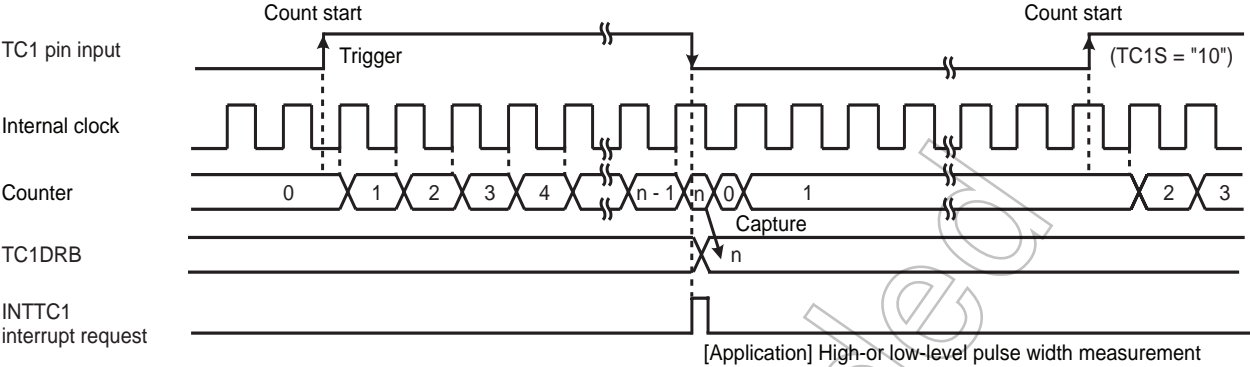 Count start Count start
TC1 pin input
Trigger
(TC1S = "10")
Internal clock
Counter 0 1 2 3 4 n - 1 n 0 1 2 3
Capture
TC1DRB n
INTTC1
interrupt request
[Application] High-or low-level pulse width measurement